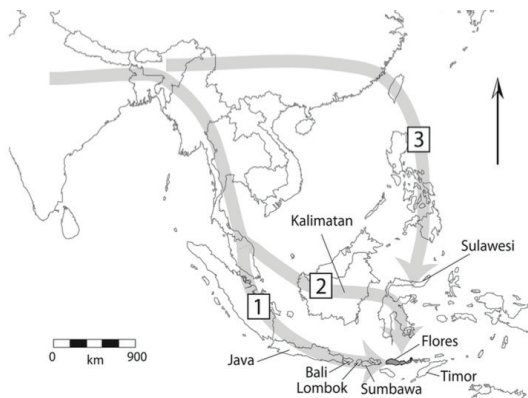 3
Kalimatan
Sulawesi
2
1
0 km 900
Java
Bali
Lombok
Sumbawa
Flores
Timor